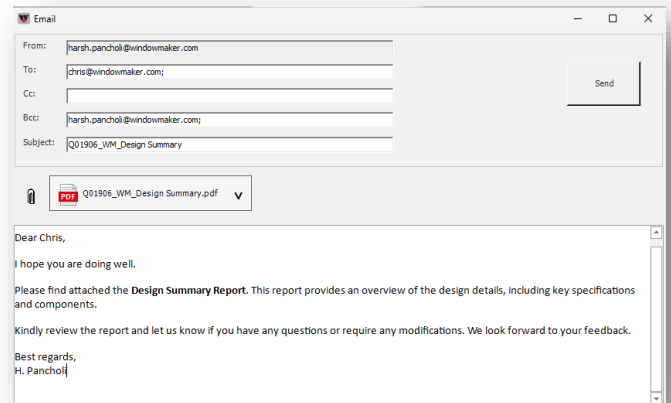 Email
From: harsh.pancholi@windowmaker.com
To: chris@windowmaker.com;
Cc:
Send
Bcc: harsh.pancholi@windowmaker.com;
Subject: Q01906_WM_Design Summary
PDF Q01906_WM_Design Summary.pdf
Dear Chris,
I hope you are doing well.
Please find attached the Design Summary Report. This report provides an overview of the design details, including key specifications
and components.
Kindly review the report and let us know if you have any questions or require any modifications. We look forward to your feedback.
Best regards,
H. Pancholi